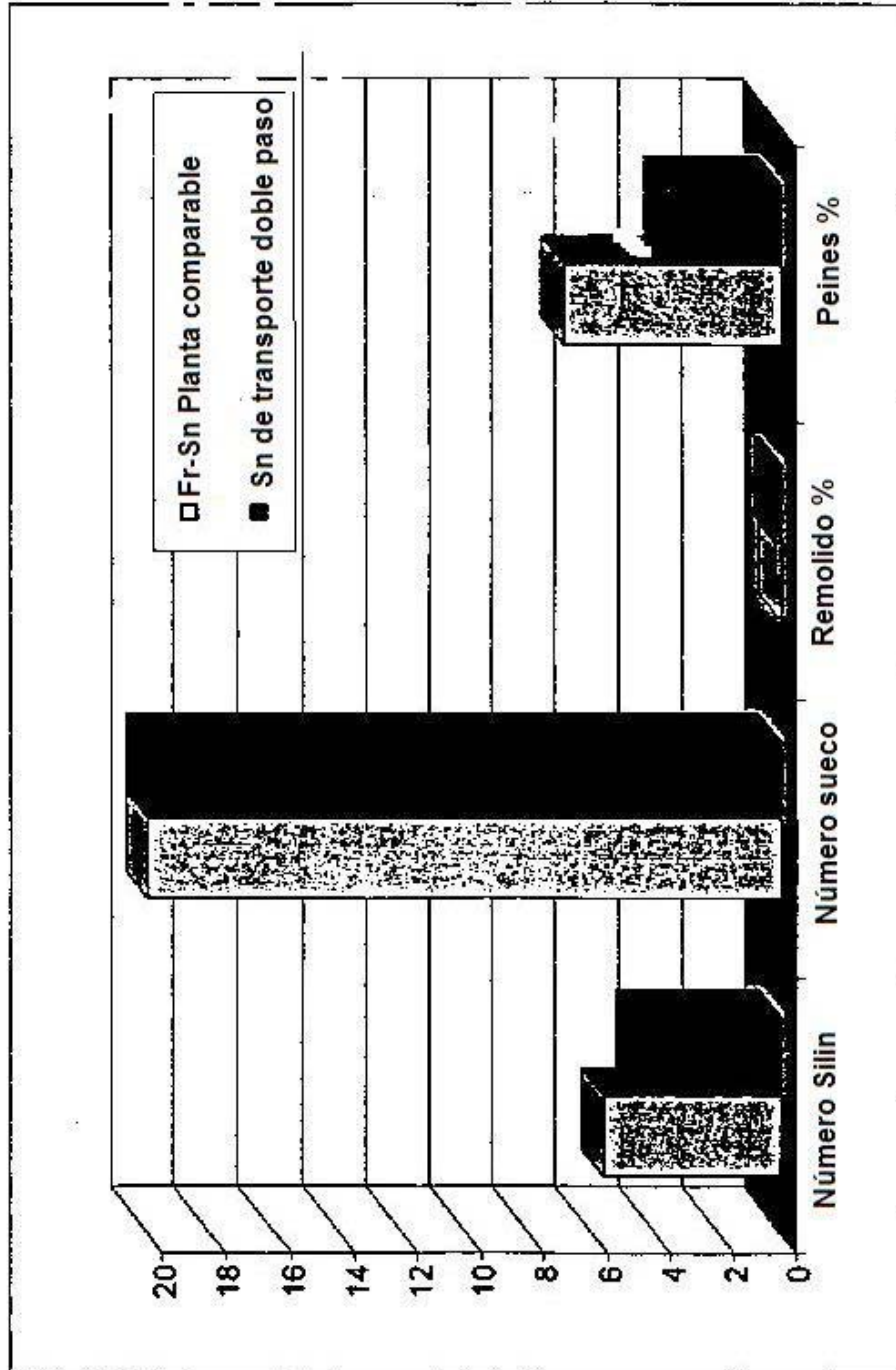 Fr-Sn Planta comparable
Sn de transporte doble paso
20
18
16
14
12
10
8
6
4
2
0
Número Silin
Número sueco
Remolido %
Peines %